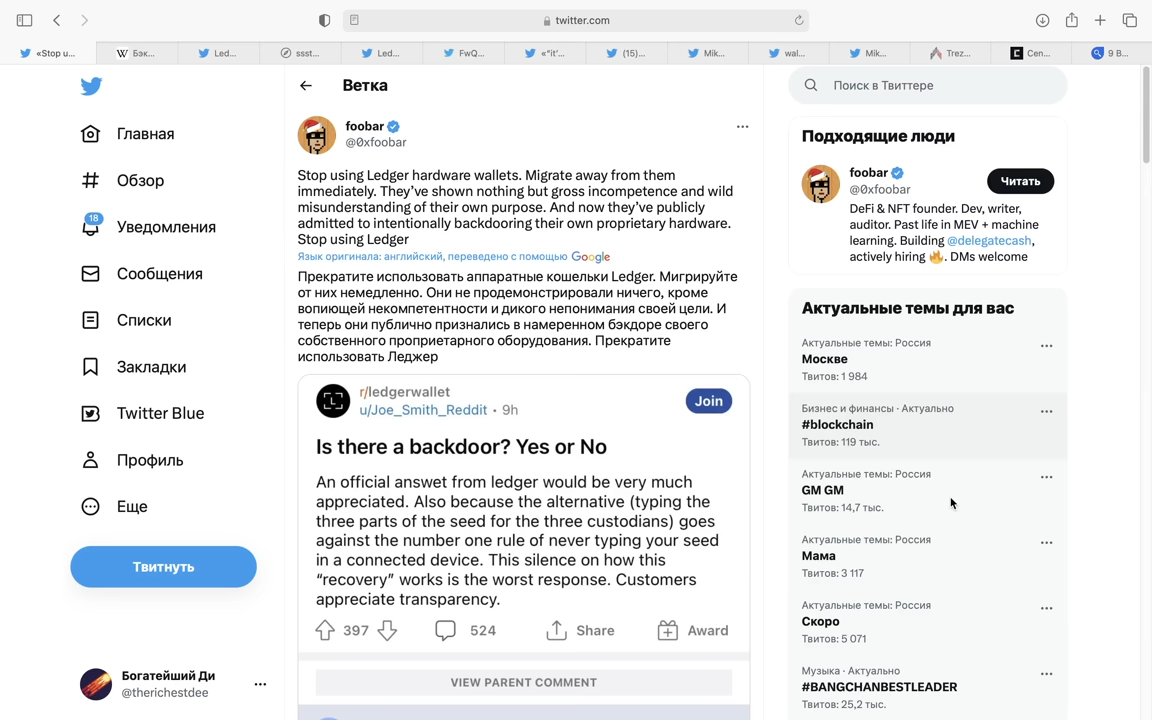 twitter.com
«Stop u...
Бэк...
Led...
ssst...
Led...
FwQ...
«"it'...
(15)...
Mik...
wal...
Mik...
Trez...
Cen...
9 В...
Главная
Обзор
18
Уведомления
Сообщения
Списки
Закладки
Twitter Blue
Профиль
Еще
Твитнуть
Богатейший Ди
@therichestdee
Ветка
foobar
@0xfoobar
Stop using Ledger hardware wallets. Migrate away from them
immediately. They've shown nothing but gross incompetence and wild
misunderstanding of their own purpose. And now they've publicly
admitted to intentionally backdooring their own proprietary hardware.
Stop using Ledger
Язык оригинала: английский, переведено с помощью Google
Прекратите использовать аппаратные кошельки Ledger. Мигрируйте
от них немедленно. Они не продемонстрировали ничего, кроме
вопиющей некомпетентности и дикого непонимания своей цели. И
теперь они публично признались в намеренном бэкдоре своего
собственного проприетарного оборудования. Прекратите
использовать Леджер
r/ledgerwallet
u/Joe_Smith_Reddit • 9h
Join
Is there a backdoor? Yes or No
An official answet from ledger would be very much
appreciated. Also because the alternative (typing the
three parts of the seed for the three custodians) goes
against the number one rule of never typing your seed
in a connected device. This silence on how this
“recovery” works is the worst response. Customers
appreciate transparency.
397
524
Share
Award
VIEW PARENT COMMENT
Поиск в Твиттере
Подходящие люди
foobar
@0xfoobar
Читать
DeFi & NFT founder. Dev, writer,
auditor. Past life in MEV + machine
learning. Building @delegatecash,
actively hiring 🔥. DMs welcome
Актуальные темы для вас
Актуальные темы: Россия
Москве
Твитов: 1 984
Бизнес и финансы · Актуально
#blockchain
Твитов: 119 тыс.
Актуальные темы: Россия
GM GM
Твитов: 14,7 тыс.
Актуальные темы: Россия
Мама
Твитов: 3 117
Актуальные темы: Россия
Скоро
Твитов: 5 071
Музыка · Актуально
#BANGCHANBESTLEADER
Твитов: 25,2 тыс.